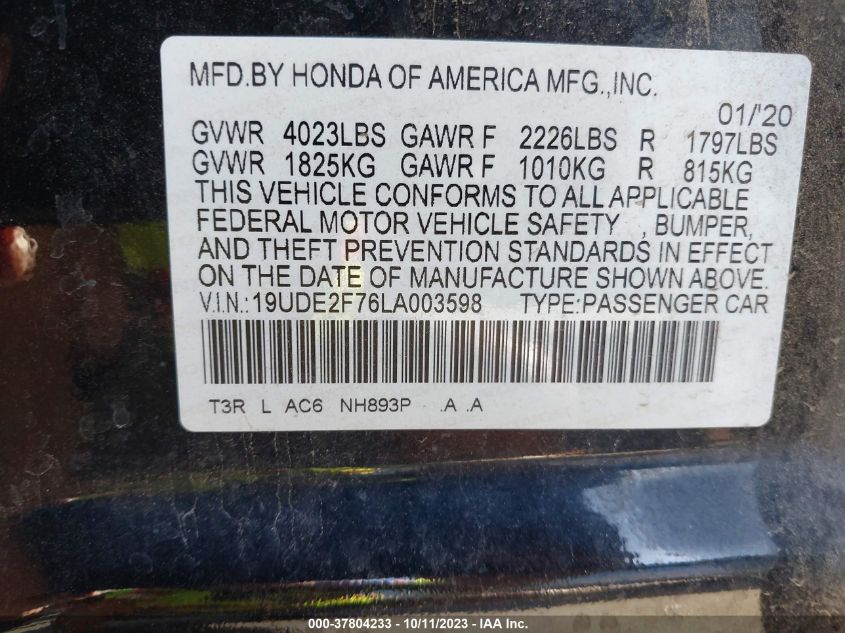 MFD.BY HONDA OF AMERICA MFG.,INC.
01/'20
GVWR 4023LBS GAWR F 2226LBS R 1797LBS
GVWR 1825KG GAWR F 1010KG R 815KG
THIS VEHICLE CONFORMS TO ALL APPLICABLE
FEDERAL MOTOR VEHICLE SAFETY , BUMPER,
AND THEFT PREVENTION STANDARDS IN EFFECT
ON THE DATE OF MANUFACTURE SHOWN ABOVE.
V.I.N.:19UDE2F76LA003598 TYPE:PASSENGER CAR
T3R L AC6 NH893P .A .A
000-37804233 - 10/11/2023 - IAA Inc.